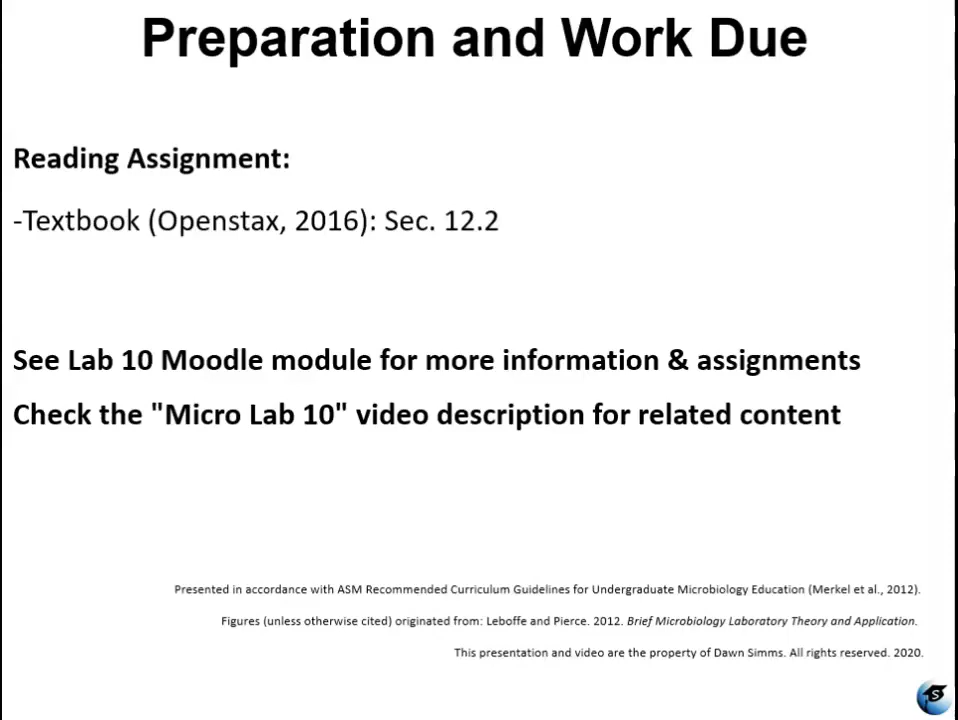 Preparation and Work Due
Reading Assignment:
-Textbook (Openstax, 2016): Sec. 12.2
See Lab 10 Moodle module for more information & assignments
Check the "Micro Lab 10" video description for related content
Presented in accordance with ASM Recommended Curriculum Guidelines for Undergraduate Microbiology Education (Merkel et al., 2012).
Figures (unless otherwise cited) originated from: Leboffe and Pierce. 2012. Brief Microbiology Laboratory Theory and Application.
This presentation and video are the property of Dawn Simms. All rights reserved. 2020.
S